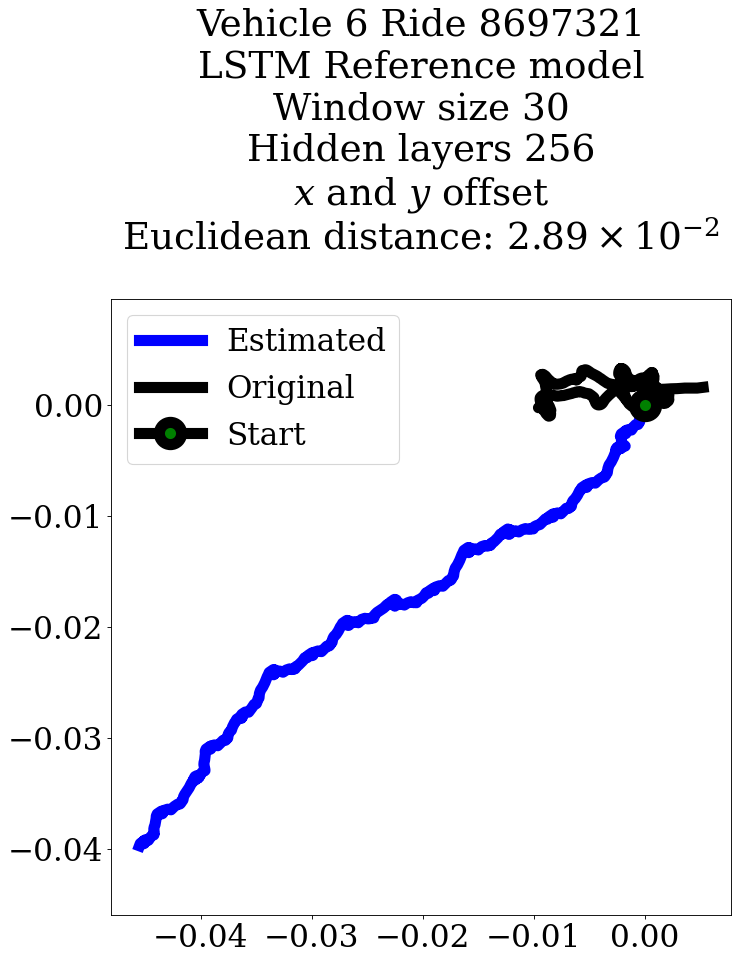 Vehicle 6 Ride 8697321
LSTM Reference model
Window size 30
Hidden layers 256
x and y offset
Euclidean distance: 2.89 × 10⁻²
Estimated
Original
Start
0.00
−0.01
−0.02
−0.03
−0.04
−0.04 −0.03 −0.02 −0.01 0.00